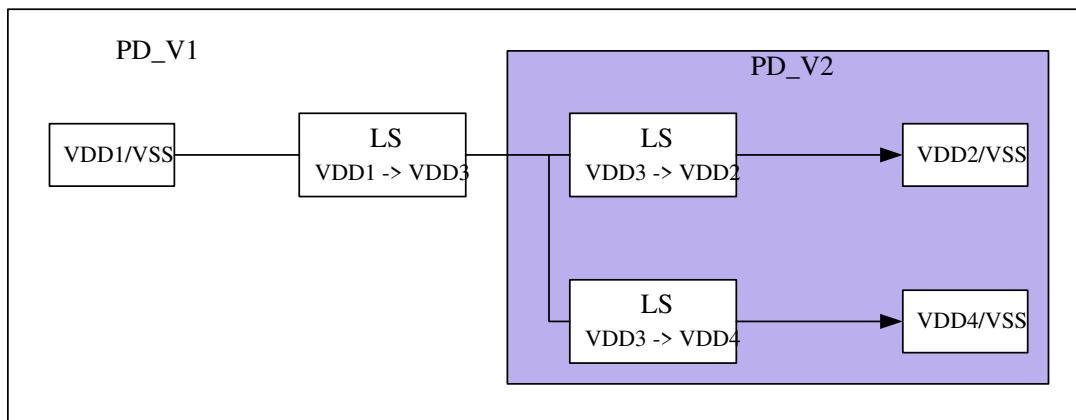 PD_V1
PD_V2
VDD1/VSS
LS
VDD1 -> VDD3
LS
VDD3 -> VDD2
VDD2/VSS
LS
VDD3 -> VDD4
VDD4/VSS